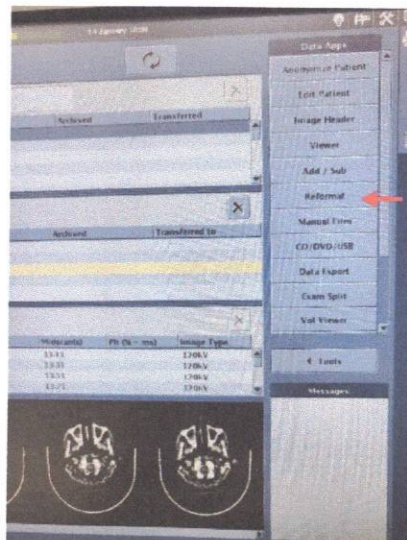 Data Apps
Anonymize Patient
Edit Patient
Image Header
Viewer
Archived Transferred
Add / Sub
Reformat
Manual Film
Archived Transferred to
CD/DVD/USB
Data Export
Exam Split
Vol Viewer
Image Type
120kV
120kV
120kV
120kV
Tools
Messages